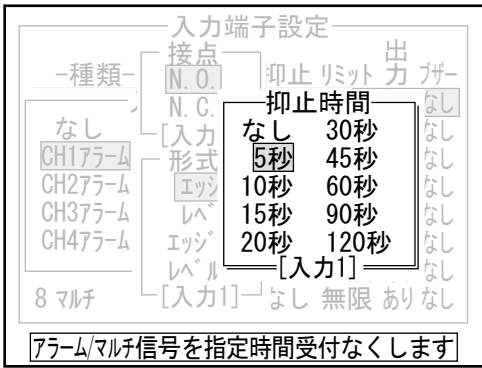 入力端子設定
接点
出
-種類-
N.O.
抑止 ﾘﾐｯﾄ 力 ﾌﾞｻﾞｰ
N.C.
抑止時間
なし
なし
[入力
なし 30秒
なし
CH1ｱﾗｰﾑ
形式
5秒 45秒
なし
CH2ｱﾗｰﾑ
ｴｯｼﾞ
10秒 60秒
なし
CH3ｱﾗｰﾑ
ﾚﾍﾞ
15秒 90秒
なし
CH4ｱﾗｰﾑ
ｴｯｼﾞ
20秒 120秒
なし
ﾚﾍﾞﾙ
[入力1]
なし
8 ﾏﾙﾁ
[入力1]
なし 無限 あり なし
ｱﾗｰﾑ/ﾏﾙﾁ信号を指定時間受付なくします